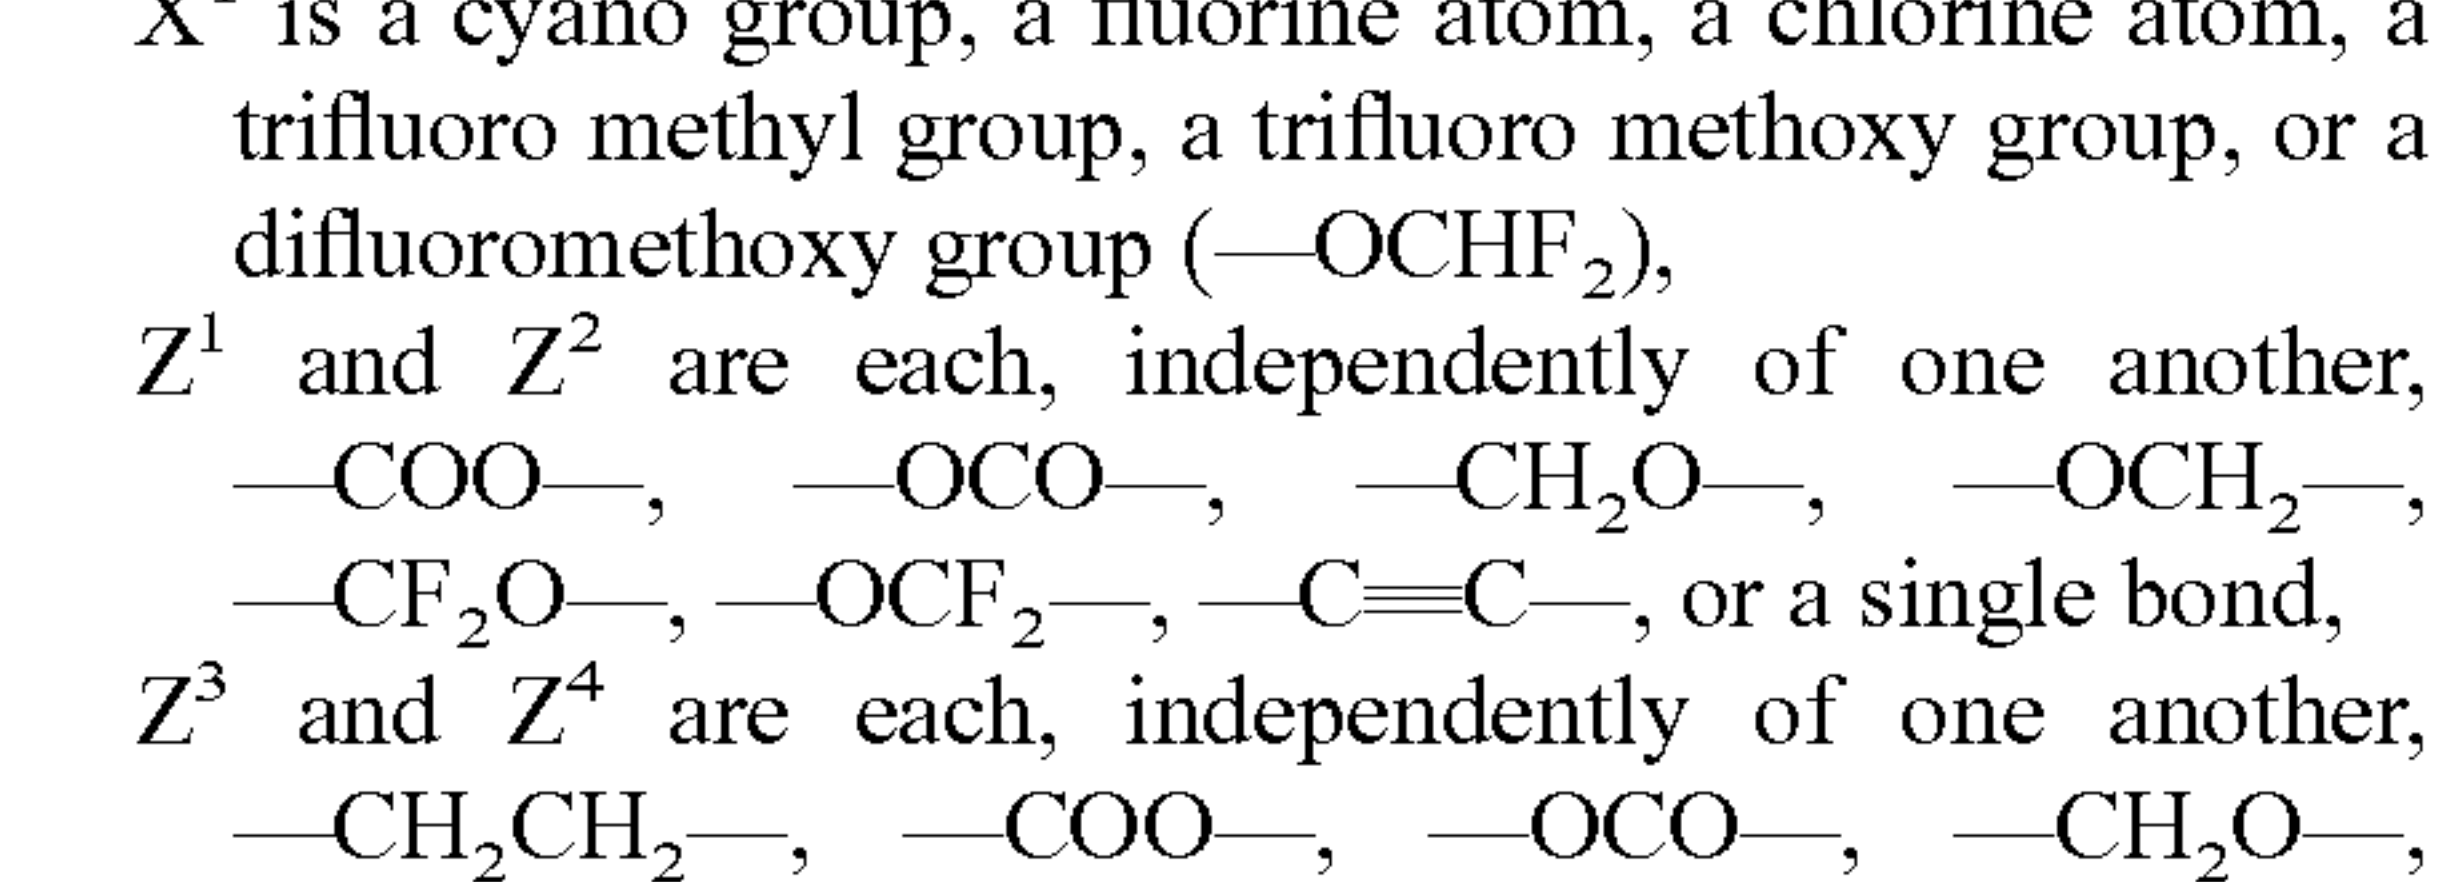 X is a cyano group, a fluorine atom, a chlorine atom, a
trifluoro methyl group, a trifluoro methoxy group, or a
difluoromethoxy group (—OCHF₂),
Z¹ and Z² are each, independently of one another,
—COO—, —OCO—, —CH₂O—, —OCH₂—,
—CF₂O—, —OCF₂—, —C≡C—, or a single bond,
Z³ and Z⁴ are each, independently of one another,
—CH₂CH₂—, —COO—, —OCO—, —CH₂O—,